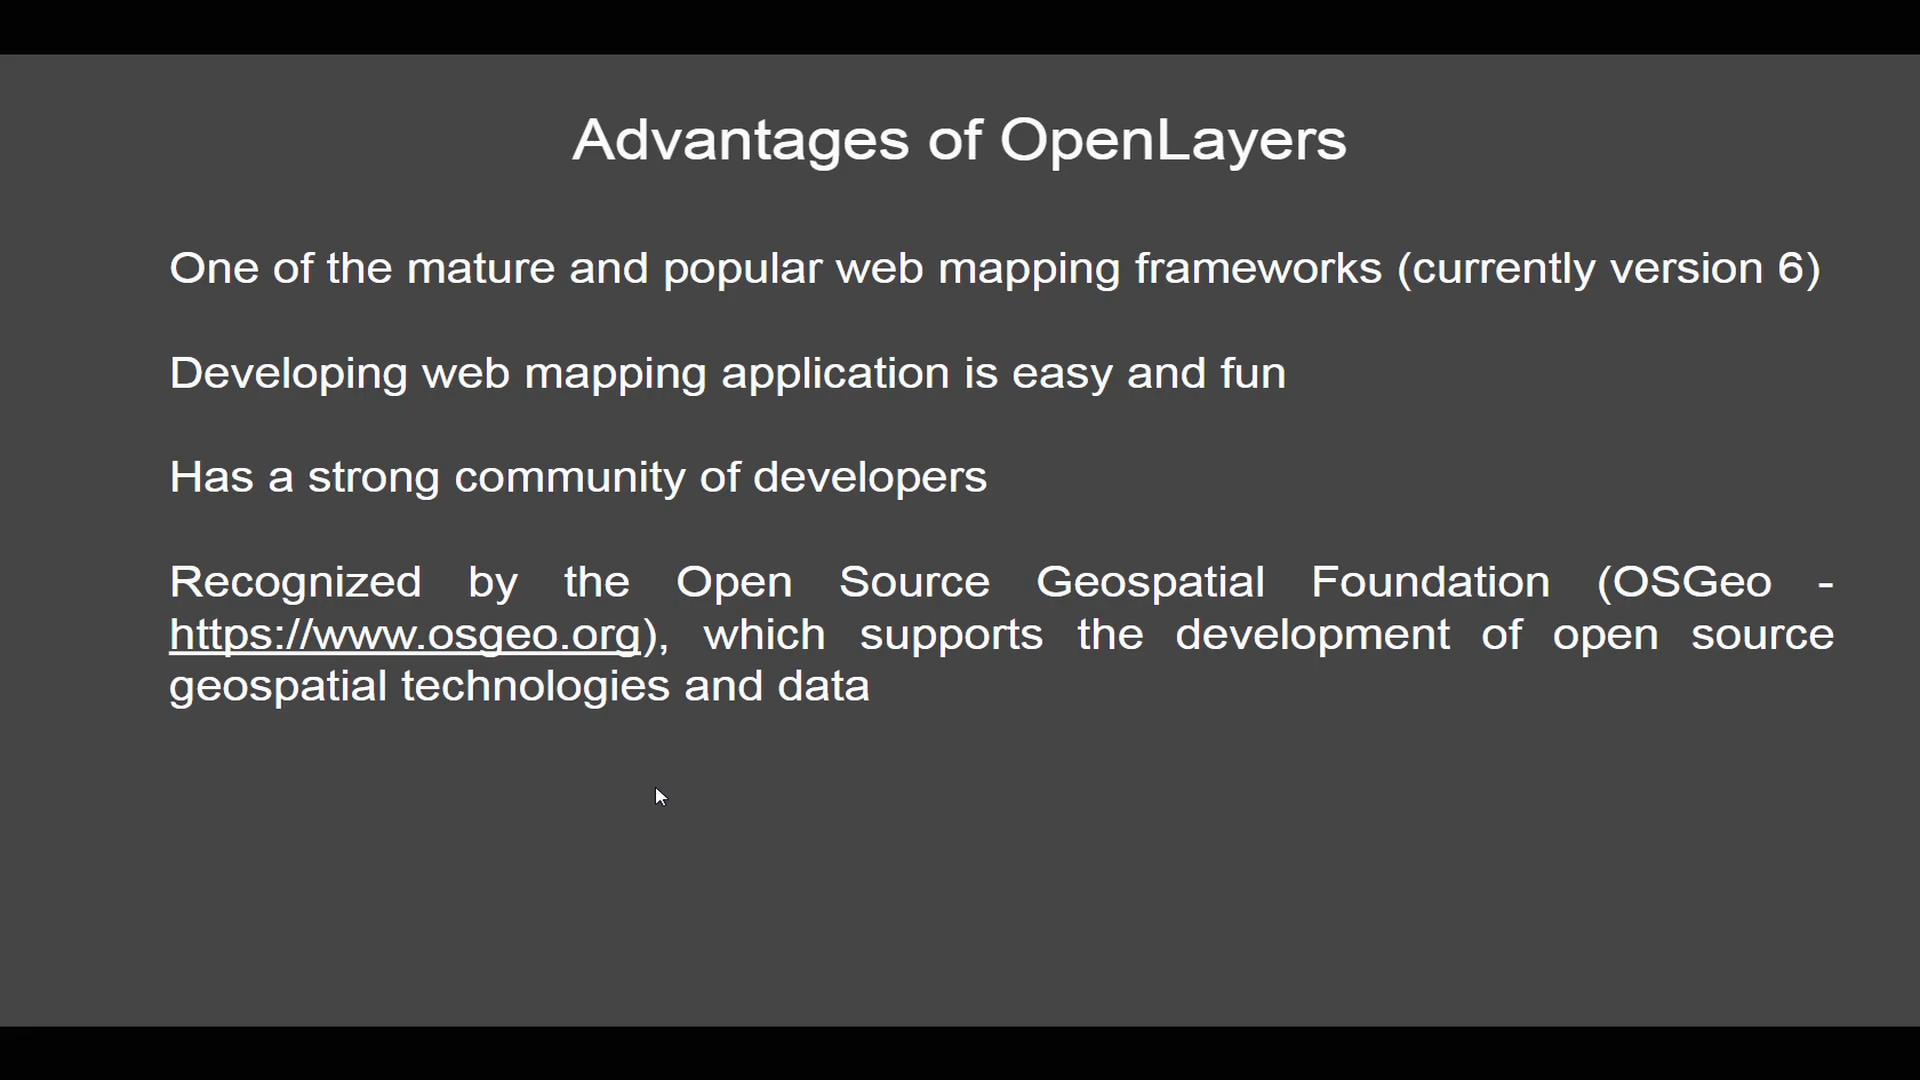 Advantages of OpenLayers
One of the mature and popular web mapping frameworks (currently version 6)
Developing web mapping application is easy and fun
Has a strong community of developers
Recognized by the Open Source Geospatial Foundation (OSGeo -
https://www.osgeo.org), which supports the development of open source
geospatial technologies and data